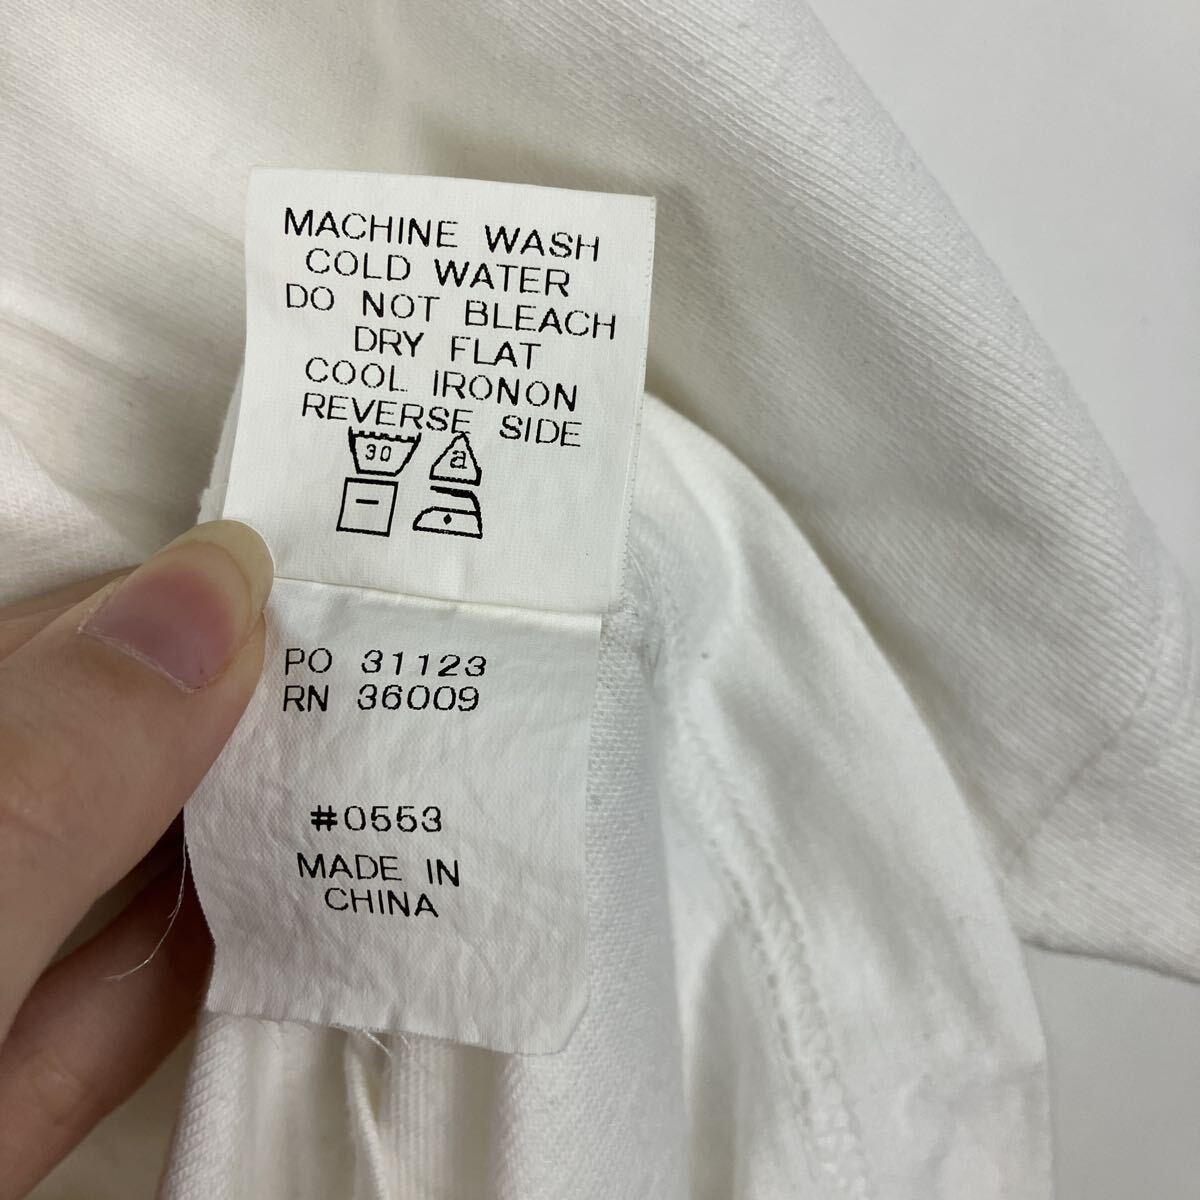 MACHINE WASH
COLD WATER
DO NOT BLEACH
DRY FLAT
COOL IRONON
REVERSE SIDE
30 a
PO 31123
RN 36009
#0553
MADE IN
CHINA